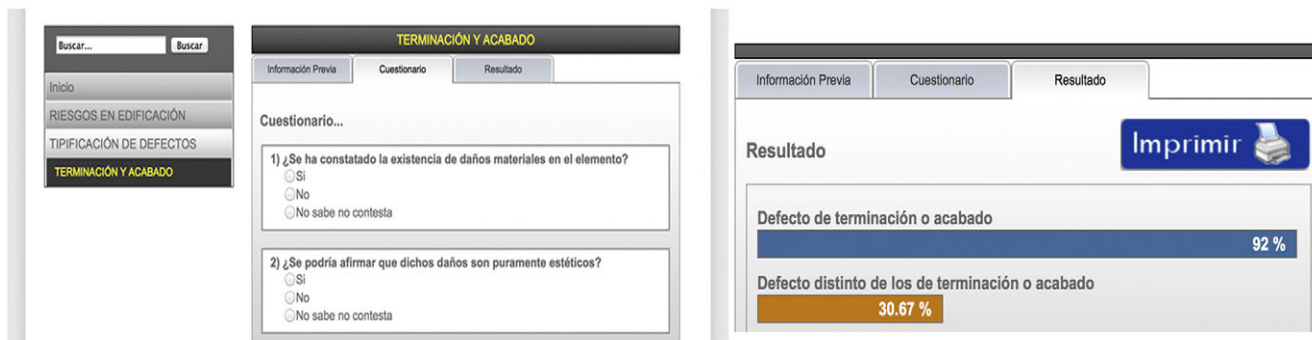 Buscar...
Buscar
Inicio
RIESGOS EN EDIFICACIÓN
TIPIFICACIÓN DE DEFECTOS
TERMINACIÓN Y ACABADO
TERMINACIÓN Y ACABADO
Información Previa
Cuestionario
Resultado
Cuestionario...
1) ¿Se ha constatado la existencia de daños materiales en el elemento?
Si
No
No sabe no contesta
2) ¿Se podría afirmar que dichos daños son puramente estéticos?
Si
No
No sabe no contesta
Información Previa
Cuestionario
Resultado
Resultado
Imprimir
Defecto de terminación o acabado
92 %
Defecto distinto de los de terminación o acabado
30.67 %